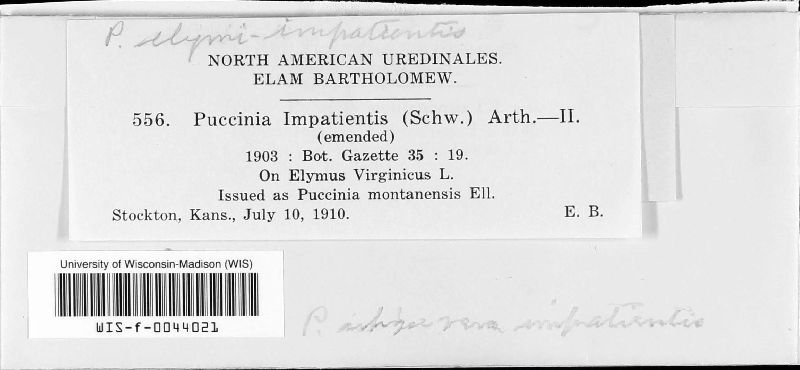 P. elymi-impatientis
NORTH AMERICAN UREDINALES.
ELAM BARTHOLOMEW.
556. Puccinia Impatientis (Schw.) Arth.—II.
(emended)
1903 : Bot. Gazette 35 : 19.
On Elymus Virginicus L.
Issued as Puccinia montanensis Ell.
Stockton, Kans., July 10, 1910. E. B.
University of Wisconsin-Madison (WIS)
WIS-f-0044021
P. impatientis